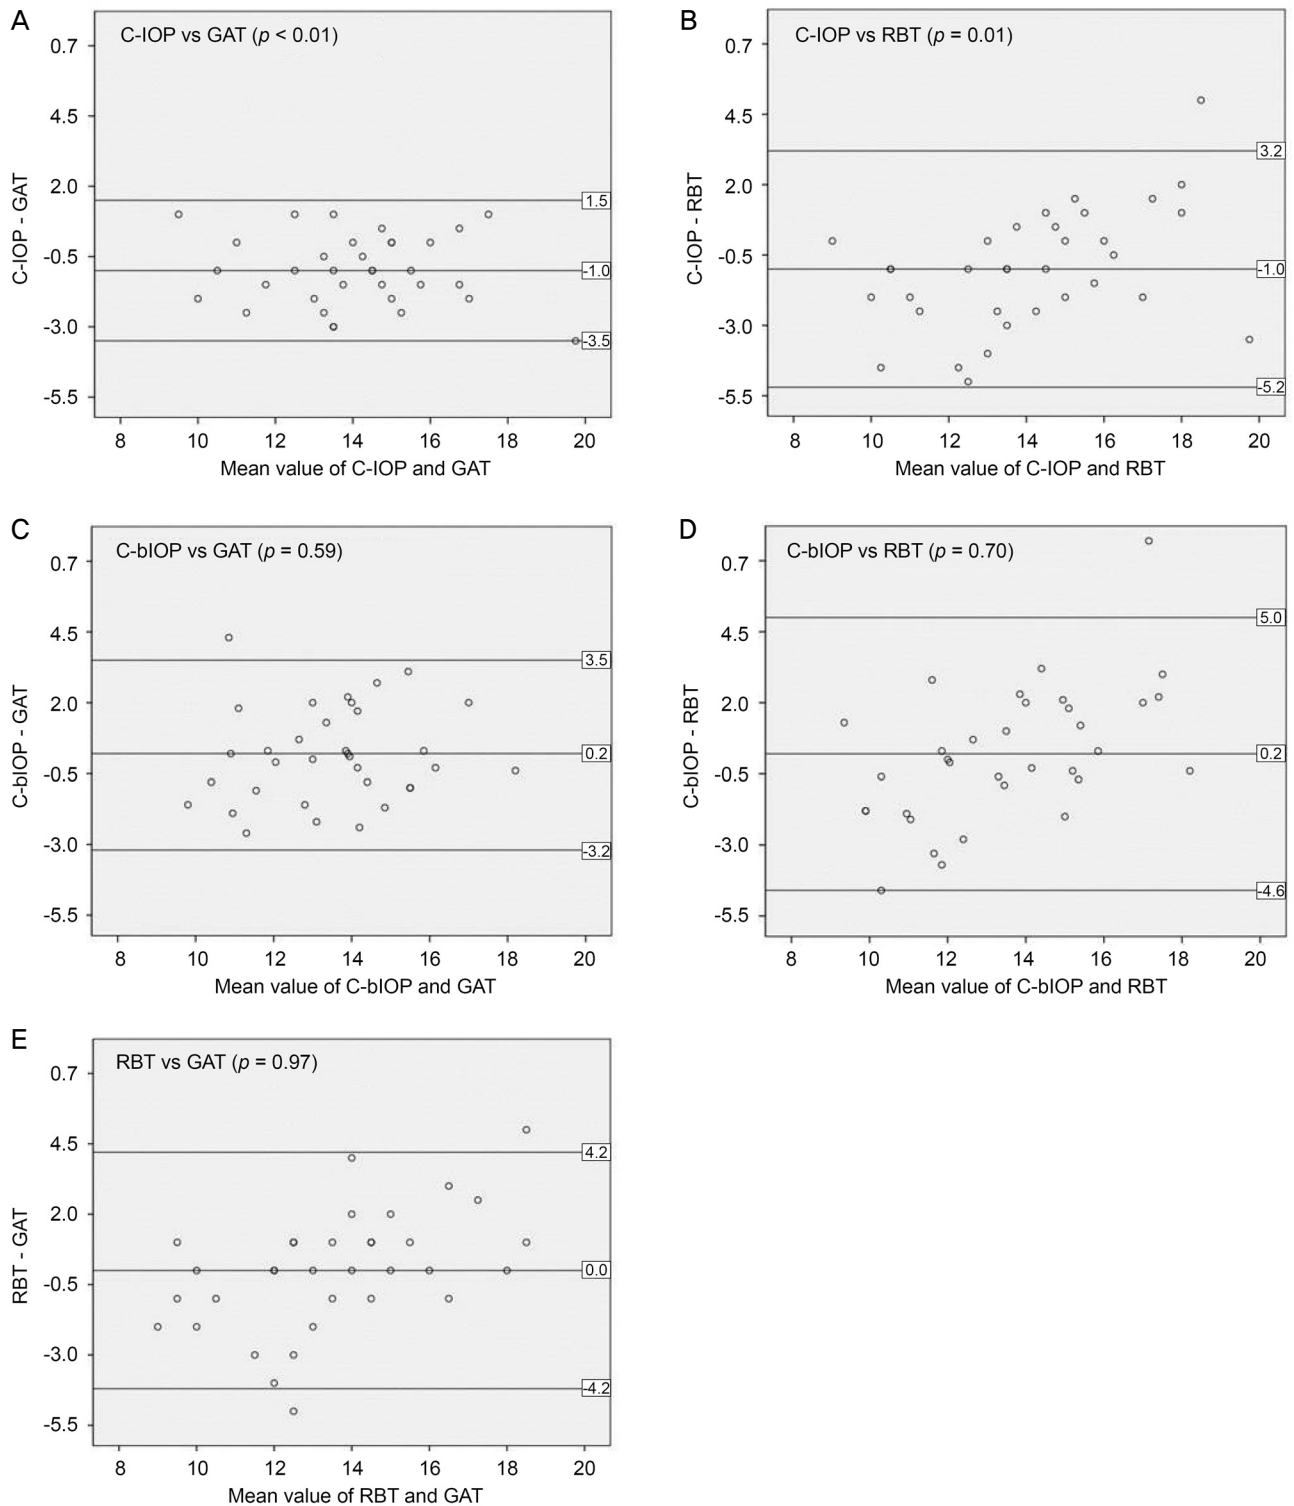 A
C-IOP vs GAT (p < 0.01)
0.7
4.5
2.0
-0.5
-3.0
-5.5
C-IOP - GAT
1.5
-1.0
-3.5
8 10 12 14 16 18 20
Mean value of C-IOP and GAT
B
C-IOP vs RBT (p = 0.01)
0.7
4.5
2.0
-0.5
-3.0
-5.5
C-IOP - RBT
3.2
-1.0
-5.2
8 10 12 14 16 18 20
Mean value of C-IOP and RBT
C
C-bIOP vs GAT (p = 0.59)
0.7
4.5
2.0
-0.5
-3.0
-5.5
C-bIOP - GAT
3.5
0.2
-3.2
8 10 12 14 16 18 20
Mean value of C-bIOP and GAT
D
C-bIOP vs RBT (p = 0.70)
0.7
4.5
2.0
-0.5
-3.0
-5.5
C-bIOP - RBT
5.0
0.2
-4.6
8 10 12 14 16 18 20
Mean value of C-bIOP and RBT
E
RBT vs GAT (p = 0.97)
0.7
4.5
2.0
-0.5
-3.0
-5.5
RBT - GAT
4.2
0.0
-4.2
8 10 12 14 16 18 20
Mean value of RBT and GAT